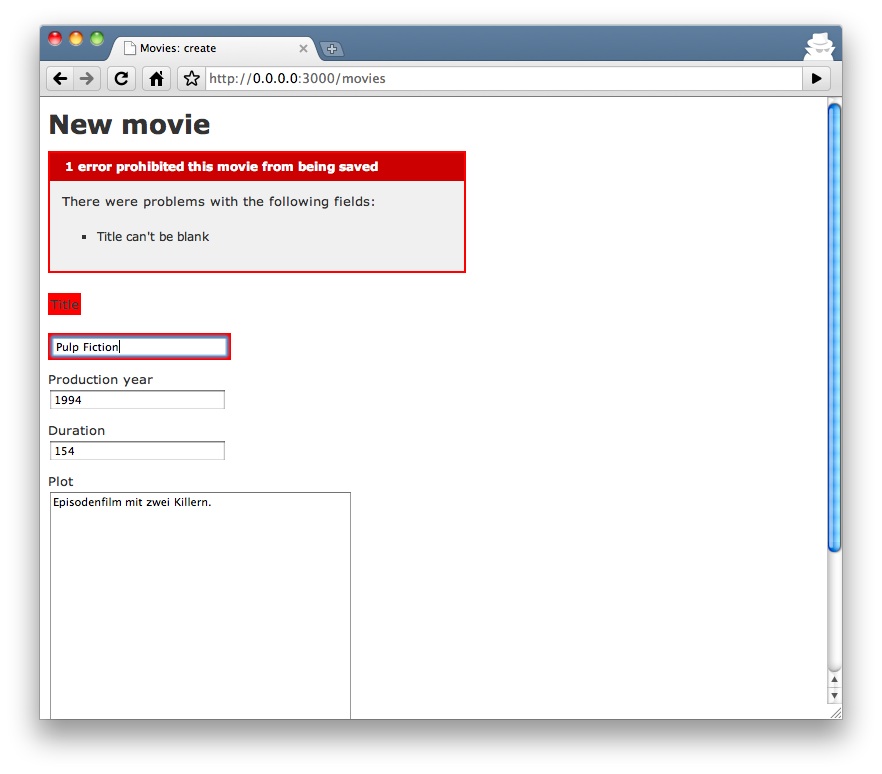 Movies: create
http://0.0.0.0:3000/movies
New movie
1 error prohibited this movie from being saved
There were problems with the following fields:
Title can't be blank
Title
Pulp Fiction
Production year
1994
Duration
154
Plot
Episodenfilm mit zwei Killern.